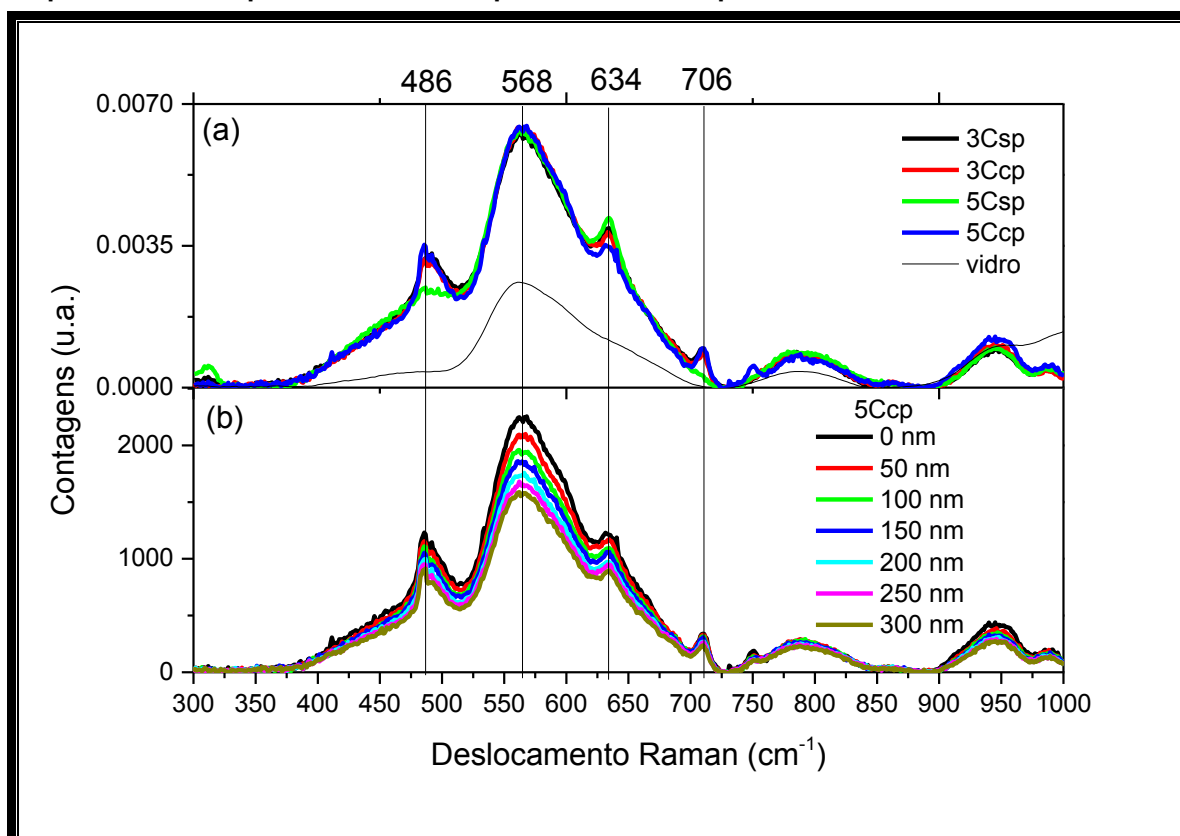 486 568 634 706
0.0070
(a)
3Csp
3Ccp
0.0035
5Csp
5Ccp
vidro
0.0000
(b)
5Ccp
2000
0 nm
50 nm
100 nm
150 nm
1000
200 nm
250 nm
300 nm
0
300 350 400 450 500 550 600 650 700 750 800 850 900 950 1000
Contagens (u.a.)
Deslocamento Raman (cm⁻¹)